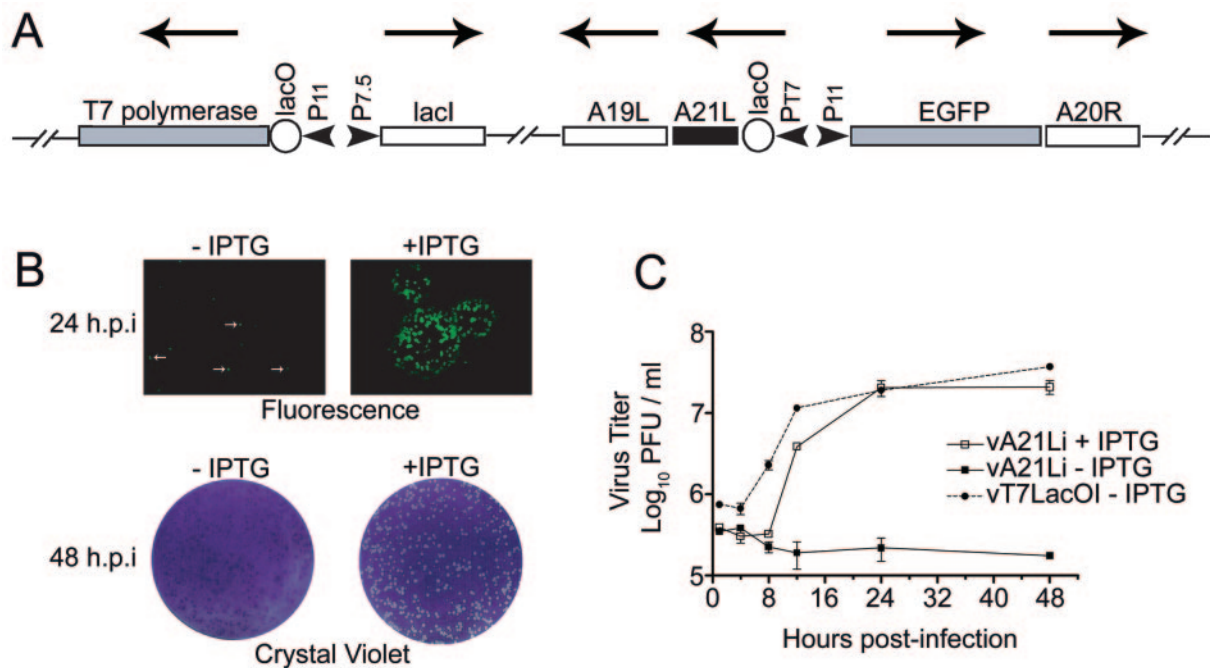 A
T7 polymerase lacO P11 P7.5 lacI A19L A21L lacO PT7 P11 EGFP A20R
B
- IPTG +IPTG
24 h.p.i
Fluorescence
- IPTG +IPTG
48 h.p.i
Crystal Violet
C
Virus Titer
Log10 PFU / ml
8
7
6
5
0 8 16 24 32 40 48
Hours post-infection
vA21Li + IPTG
vA21Li - IPTG
vT7LacOI - IPTG